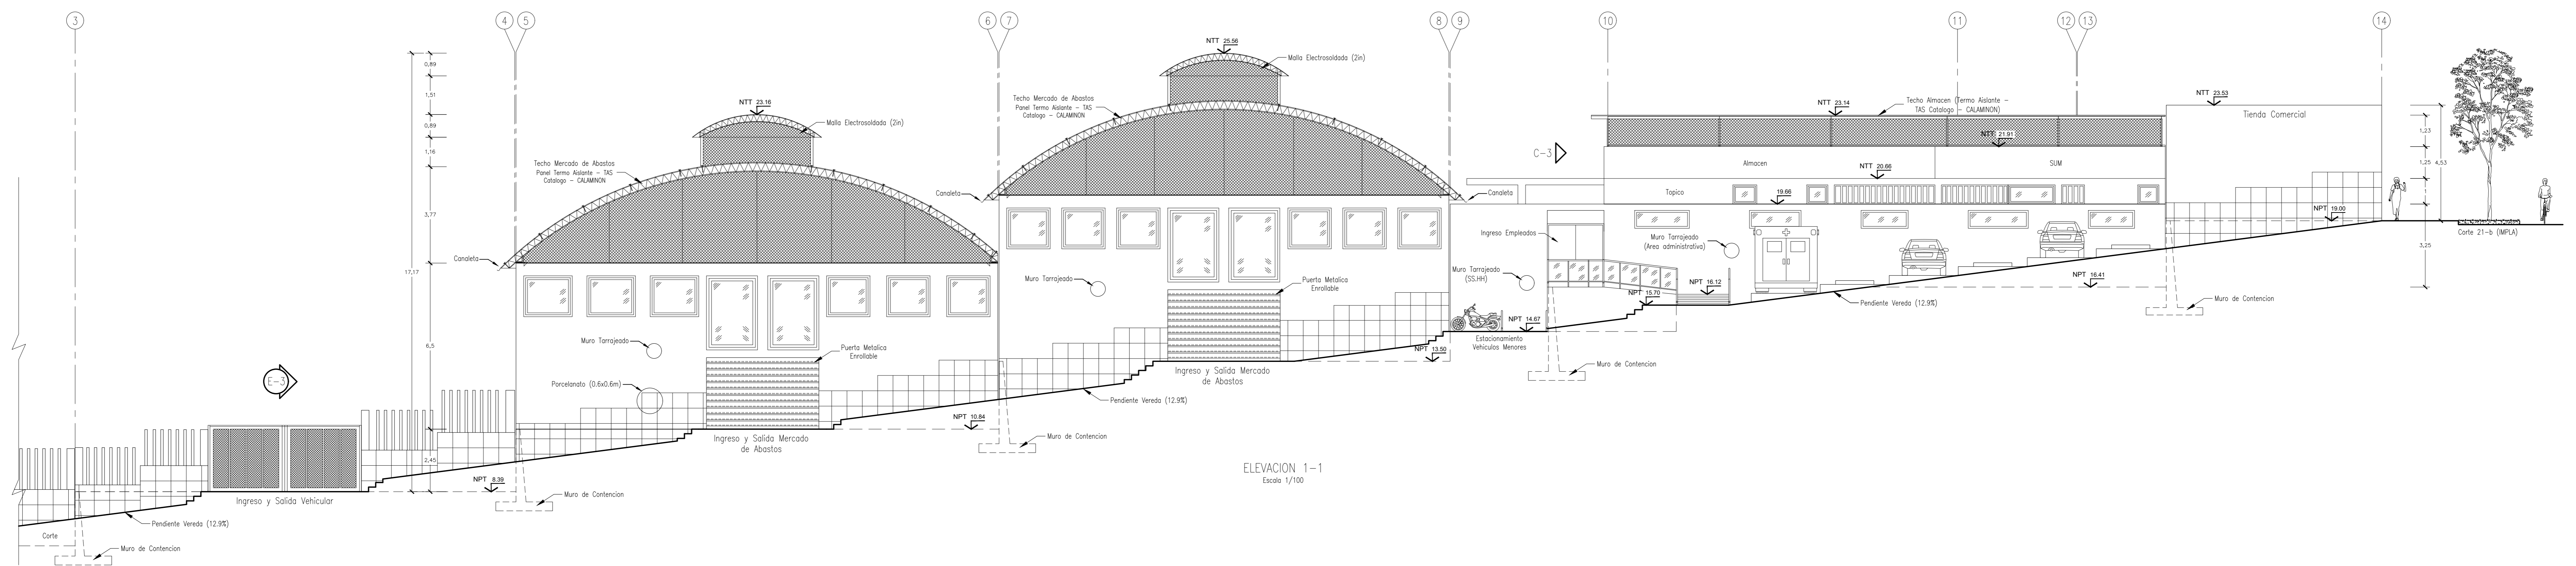 3
4
5
6
7
8
9
10
11
12
13
14
0,89
1,51
0,89
1,16
3,77
17,17
6,5
2,45
NTT 23.16
Malla Electrosoldada (2in)
Techo Mercado de Abastos
Panel Termo Aislante - TAS
Catalogo - CALAMINON
Canaleta
Muro Tarrajeado
Puerta Metalica
Enrollable
Porcelanato (0.6x0.6m)
E-3
Ingreso y Salida Mercado
de Abastos
NPT 10.84
Ingreso y Salida Vehicular
NPT 8.39
Muro de Contencion
Pendiente Vereda (12.9%)
Corte
Muro de Contencion
NTT 25.56
Malla Electrosoldada (2in)
Techo Mercado de Abastos
Panel Termo Aislante - TAS
Catalogo - CALAMINON
Canaleta
Canaleta
Muro Tarrajeado
Puerta Metalica
Enrollable
Ingreso y Salida Mercado
de Abastos
NPT 13.50
Pendiente Vereda (12.9%)
Muro de Contencion
ELEVACION 1-1
Escala 1/100
C-3
NTT 23.14
Techo Almacen (Termo Aislante -
TAS Catalogo - CALAMINON)
NTT 21.91
Almacen
SUM
NTT 20.66
Topico
19.66
Ingreso Empleados
Muro Tarrajeado
(Area administrativa)
Muro Tarrajeado
(SS.HH)
NPT 15.70
NPT 16.12
NPT 16.41
NPT 14.67
Estacionamiento
Vehículos Menores
Muro de Contencion
Pendiente Vereda (12.9%)
Muro de Contencion
NTT 23.53
Tienda Comercial
NPT 19.00
1,23
1,25
4,53
3,25
Corte 21-b (IMPLA)